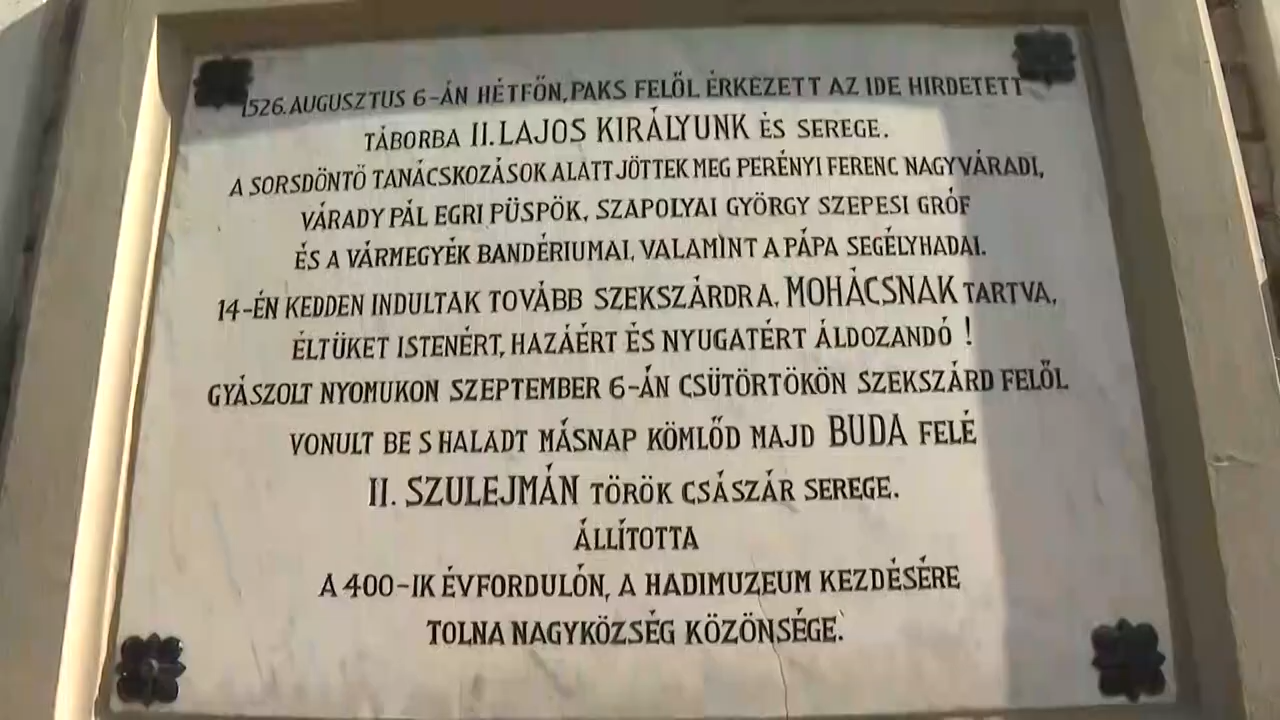 1526. AUGUSZTUS 6-ÁN HÉTFŐN, PAKS FELŐL ÉRKEZETT AZ IDE HIRDETETT
TÁBORBA II. LAJOS KIRÁLYUNK ÉS SEREGE.
A SORSDÖNTŐ TANÁCSKOZÁSOK ALATT JÖTTEK MEG PERÉNYI FERENC NAGYVÁRADI,
VÁRADY PÁL EGRI PÜSPÖK, SZAPOLYAI GYÖRGY SZEPESI GRÓF
ÉS A VÁRMEGYÉK BANDÉRIUMAI, VALAMINT A PÁPA SEGÉLYHADAI.
14-ÉN KEDDEN INDULTAK TOVÁBB SZEKSZÁRDRA, MOHÁCSNAK TARTVA,
ÉLTÜKET ISTENÉRT, HAZÁÉRT ÉS NYUGATÉRT ÁLDOZANDÓ !
GYÁSZOLT NYOMUKON SZEPTEMBER 6-ÁN CSÜTÖRTÖKÖN SZEKSZÁRD FELŐL
VONULT BE S HALADT MÁSNAP KÖMLŐD MAJD BUDA FELÉ
II. SZULEJMÁN TÖRÖK CSÁSZÁR SEREGE.
ÁLLÍTOTTA
A 400-IK ÉVFORDULÓN, A HADIMUZEUM KEZDÉSÉRE
TOLNA NAGYKÖZSÉG KÖZÖNSÉGE.